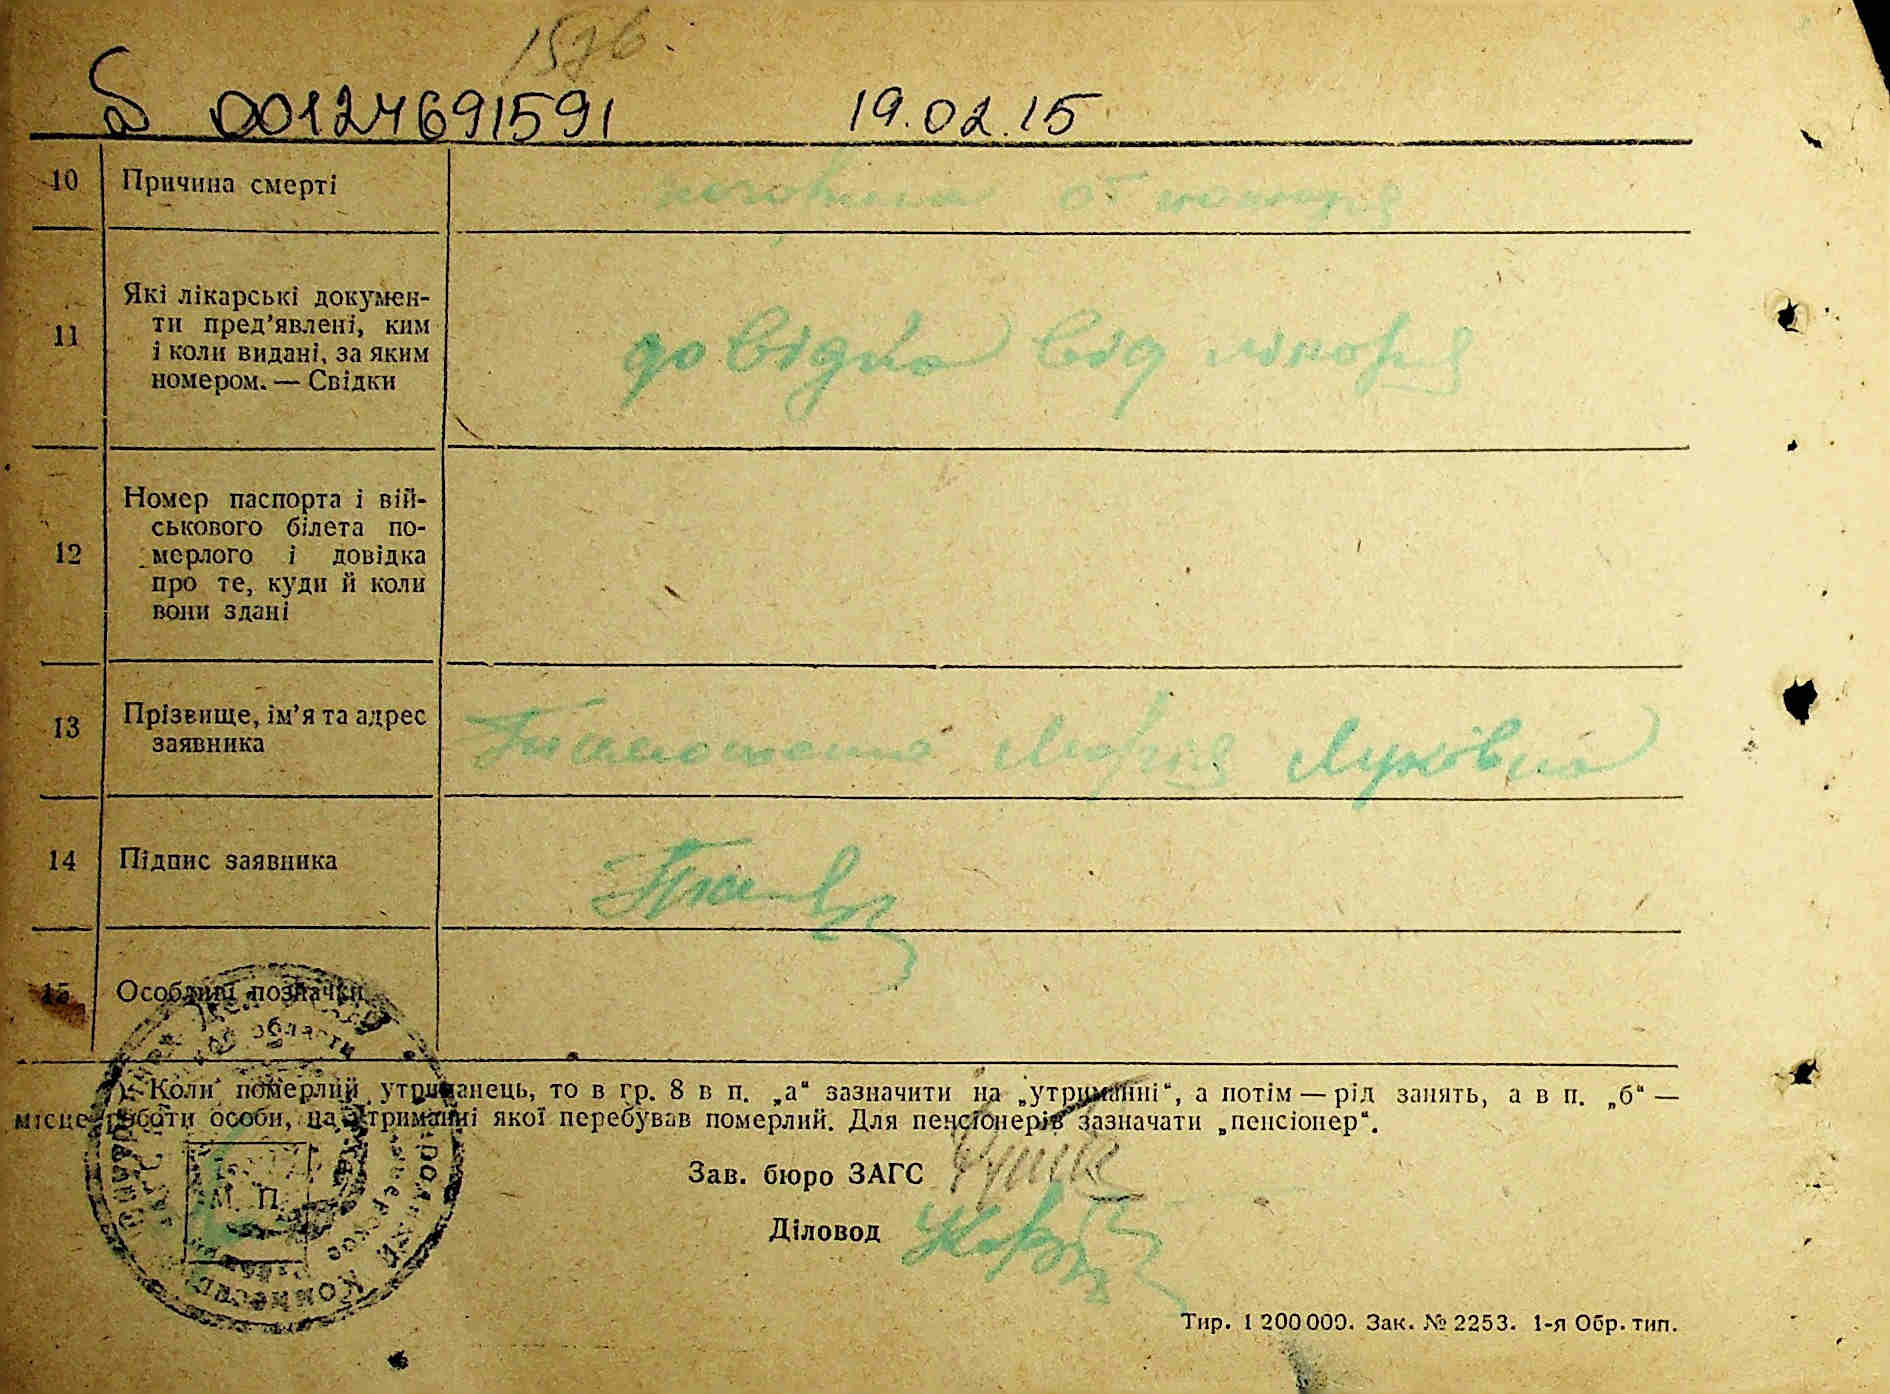 157б.
00124691591 19.02.15
10 Причина смерті
11 Які лікарські докумен-
ти пред’явлені, ким
і коли видані, за яким
номером. — Свідки
довідка від лікаря
12 Номер паспорта і вій-
ськового білета по-
мерлого і довідка
про те, куди й коли
вони здані
13 Прізвище, ім’я та адрес
заявника
Марія Луківна
14 Підпис заявника
15 Особливі позначки
Коли померлий утриманець, то в гр. 8 в п. „а“ зазначити на „утриманні“, а потім — рід занять, а в п. „б“ —
місце роботи особи, на утриманні якої перебував померлий. Для пенсіонерів зазначати „пенсіонер“.
Зав. бюро ЗАГС
М. П.
Діловод
Тир. 1 200 000. Зак. № 2253. 1-я Обр. тип.